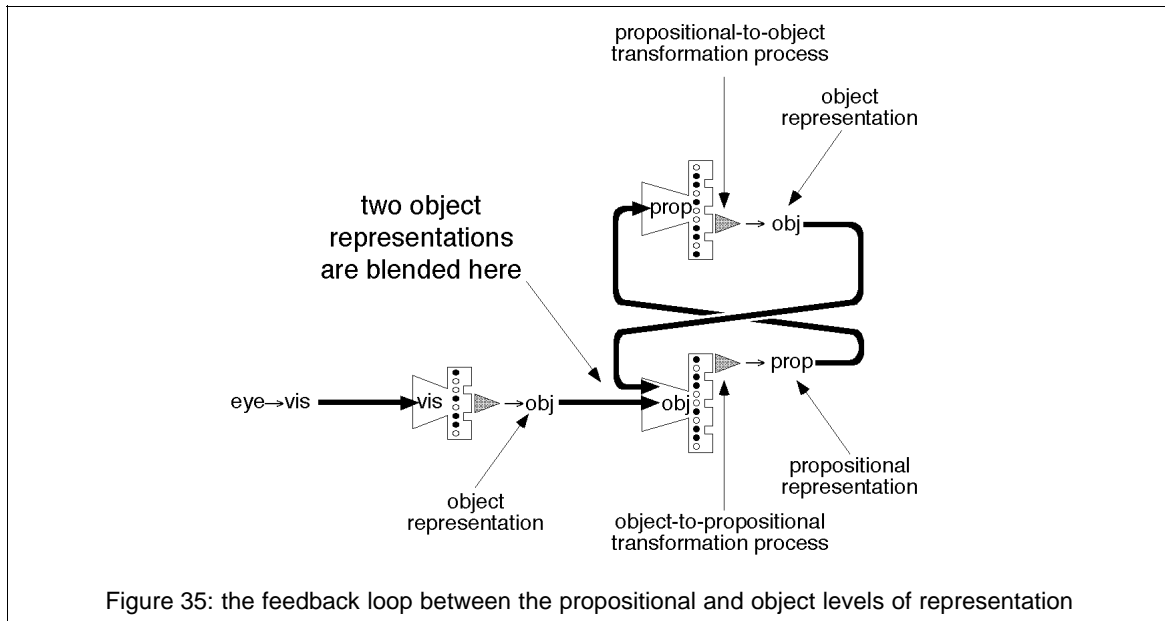 propositional-to-object
transformation process
object
representation
two object
representations
are blended here
prop
→ obj
eye→vis
vis
→obj
obj
→ prop
object
representation
object-to-propositional
transformation process
propositional
representation
Figure 35: the feedback loop between the propositional and object levels of representation